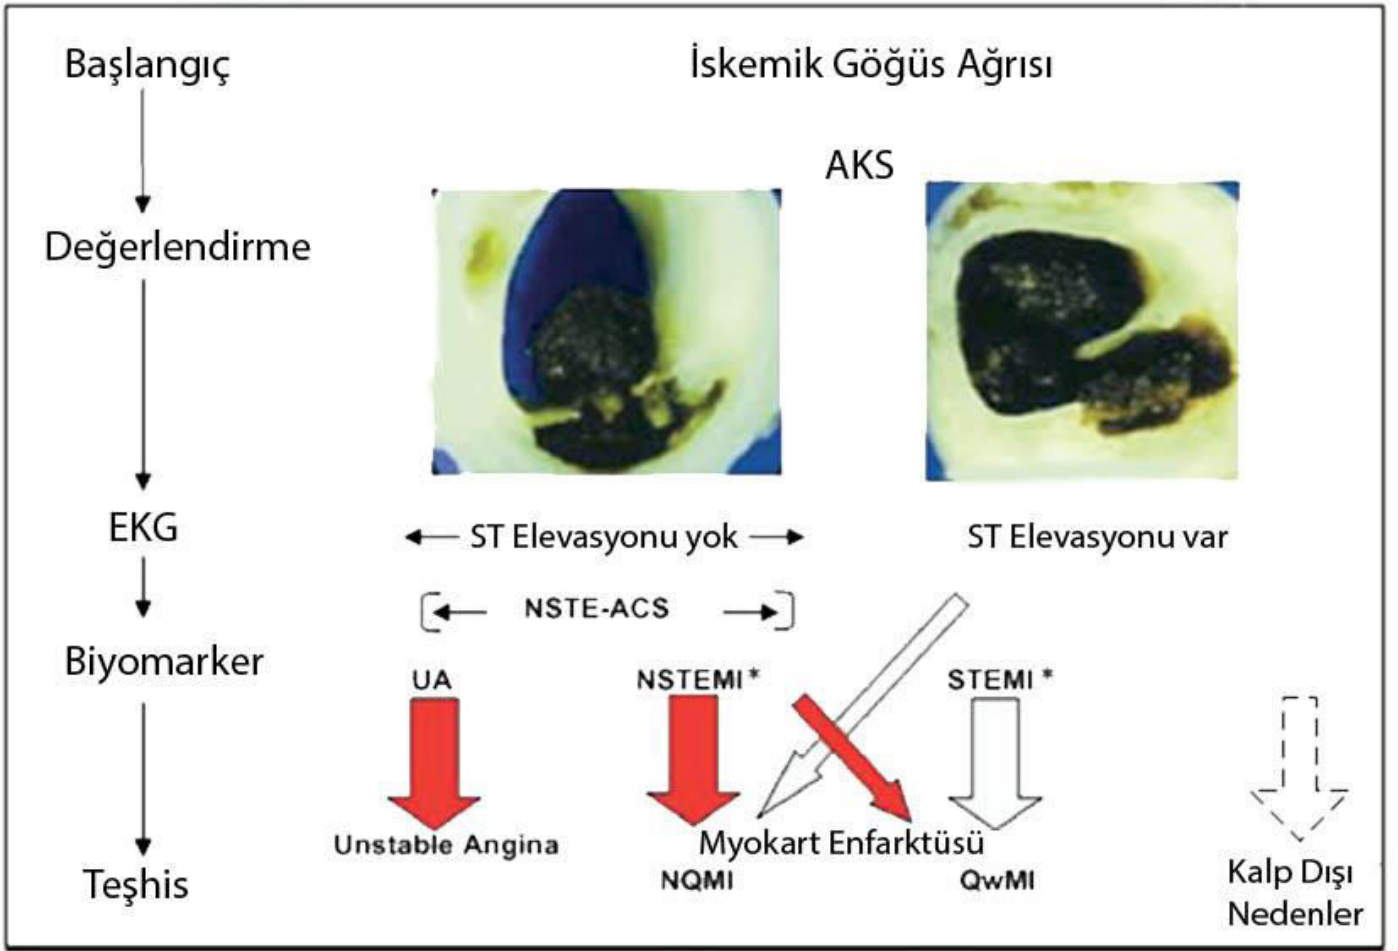 Başlangıç
İskemik Göğüs Ağrısı
AKS
Değerlendirme
EKG
ST Elevasyonu yok
ST Elevasyonu var
NSTE-ACS
Biyomarker
UA
NSTEMI *
STEMI *
Unstable Angina
Myokart Enfarktüsü
NQMI
QwMI
Teşhis
Kalp Dışı
Nedenler